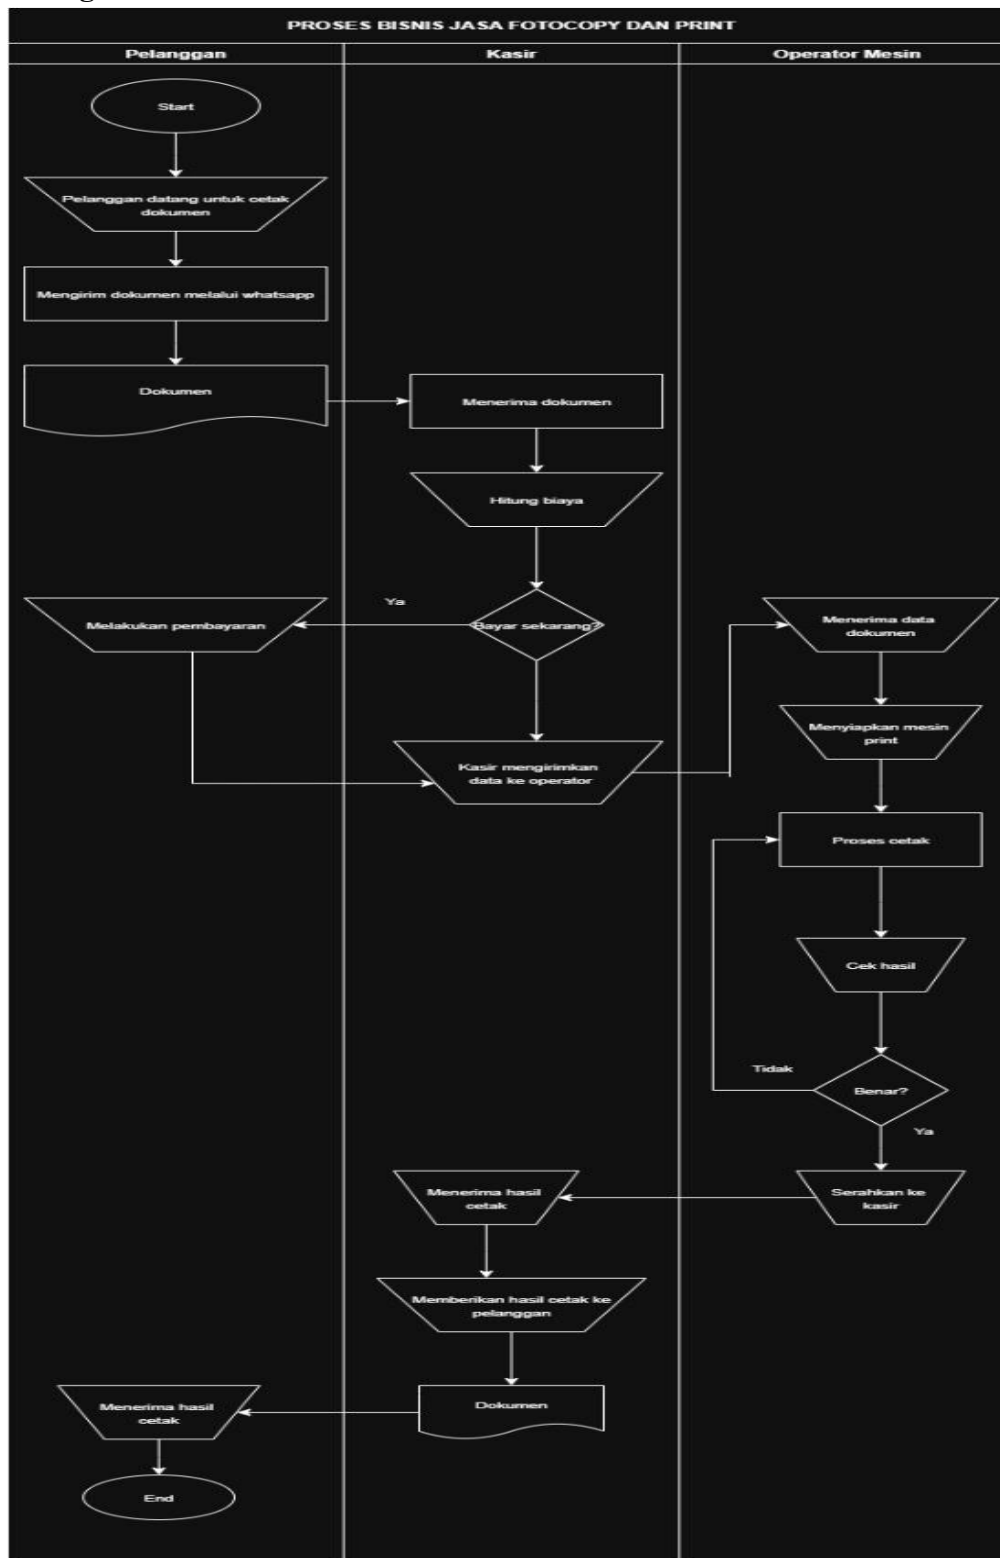 PROSES BISNIS JASA FOTOCOPY DAN PRINT
Pelanggan
Kasir
Operator Mesin
Start
Pelanggan datang untuk cetak
dokumen
Mengirim dokumen melalui whatsapp
Dokumen
Menerima dokumen
Hitung biaya
Bayar sekarang?
Ya
Melakukan pembayaran
Kasir mengirimkan
data ke operator
Menerima data
dokumen
Menyiapkan mesin
print
Proses cetak
Cek hasil
Benar?
Tidak
Ya
Serahkan ke
kasir
Menerima hasil
cetak
Memberikan hasil cetak ke
pelanggan
Dokumen
Menerima hasil
cetak
End